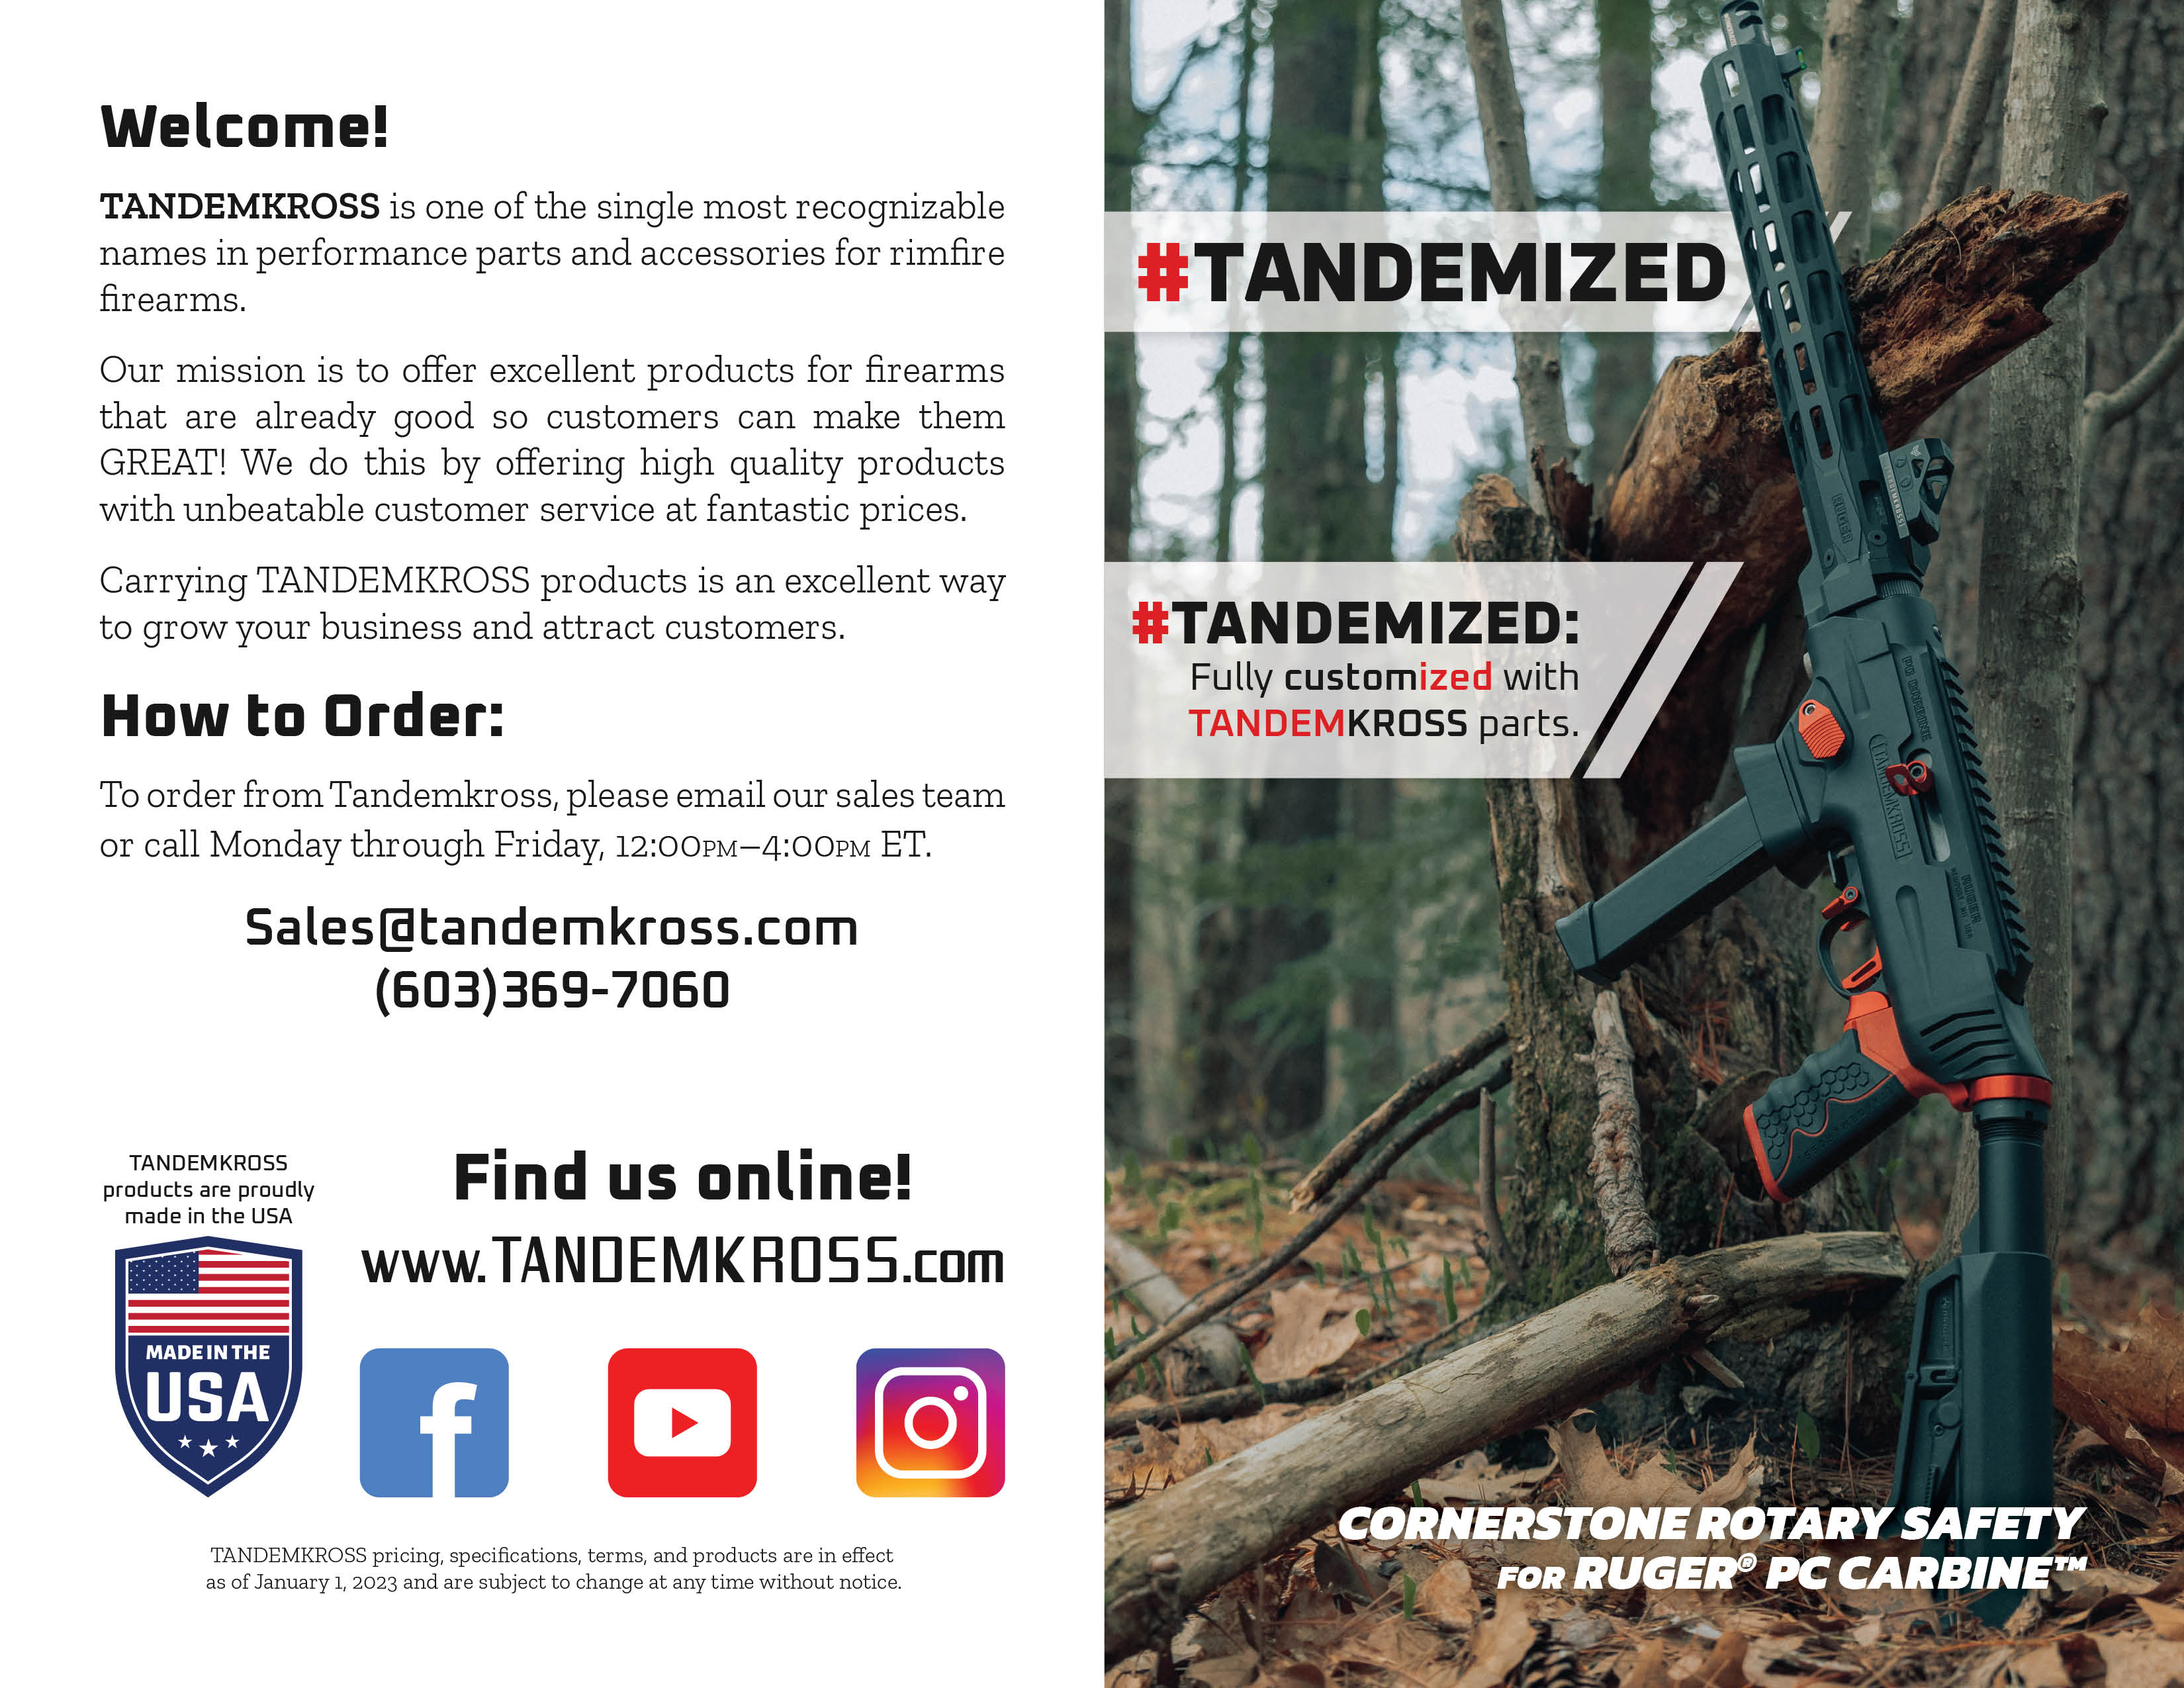 Welcome!
TANDEMKROSS is one of the single most recognizable
names in performance parts and accessories for rimfire
firearms.
Our mission is to offer excellent products for firearms
that are already good so customers can make them
GREAT! We do this by offering high quality products
with unbeatable customer service at fantastic prices.
Carrying TANDEMKROSS products is an excellent way
to grow your business and attract customers.
How to Order:
To order from Tandemkross, please email our sales team
or call Monday through Friday, 12:00PM–4:00PM ET.
Sales@tandemkross.com
(603)369-7060
TANDEMKROSS
products are proudly
made in the USA
MADE IN THE
USA
Find us online!
www.TANDEMKROSS.com
TANDEMKROSS pricing, specifications, terms, and products are in effect
as of January 1, 2023 and are subject to change at any time without notice.
#TANDEMIZED
#TANDEMIZED:
Fully customized with
TANDEMKROSS parts.
RUGER
PC CARBINE
TANDEMKROSS
RUGER
CORNERSTONE ROTARY SAFETY
FOR RUGER® PC CARBINE™